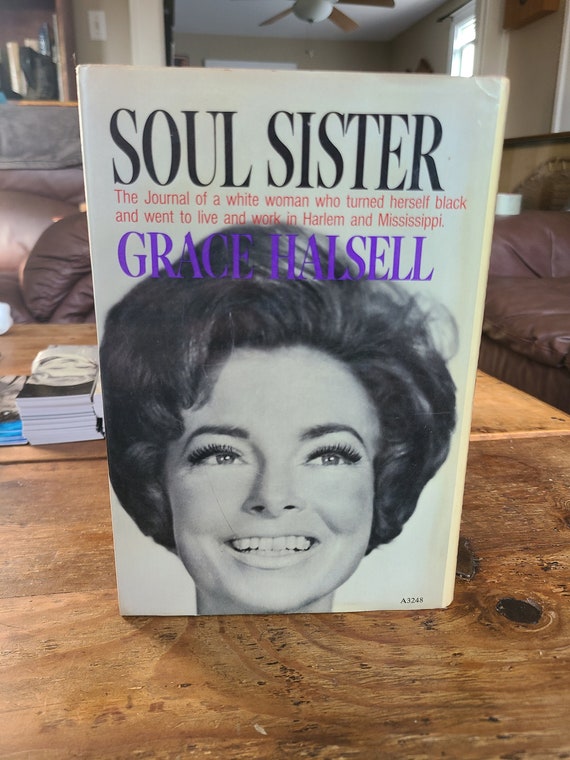 SOUL SISTER
The Journal of a white woman who turned herself black
and went to live and work in Harlem and Mississippi.
GRACE HALSELL
A3248